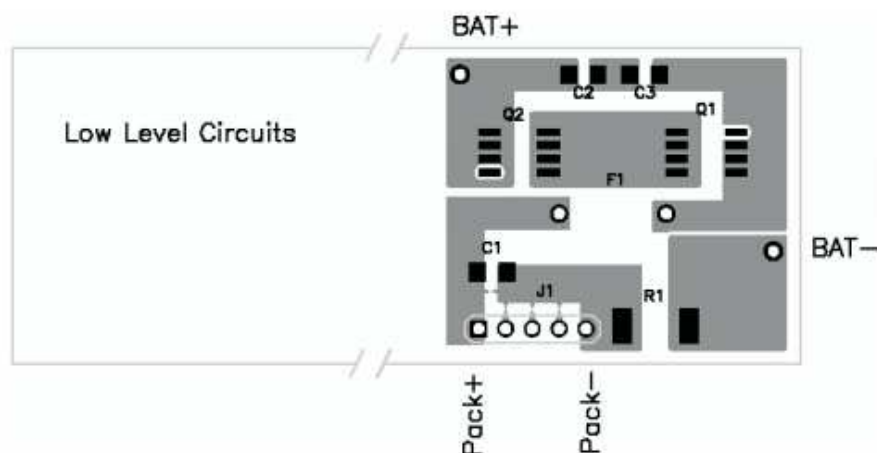 BAT+
C2 C3
Q2 Q1
Low Level Circuits
F1
C1
BAT–
J1 R1
Pack+
Pack–